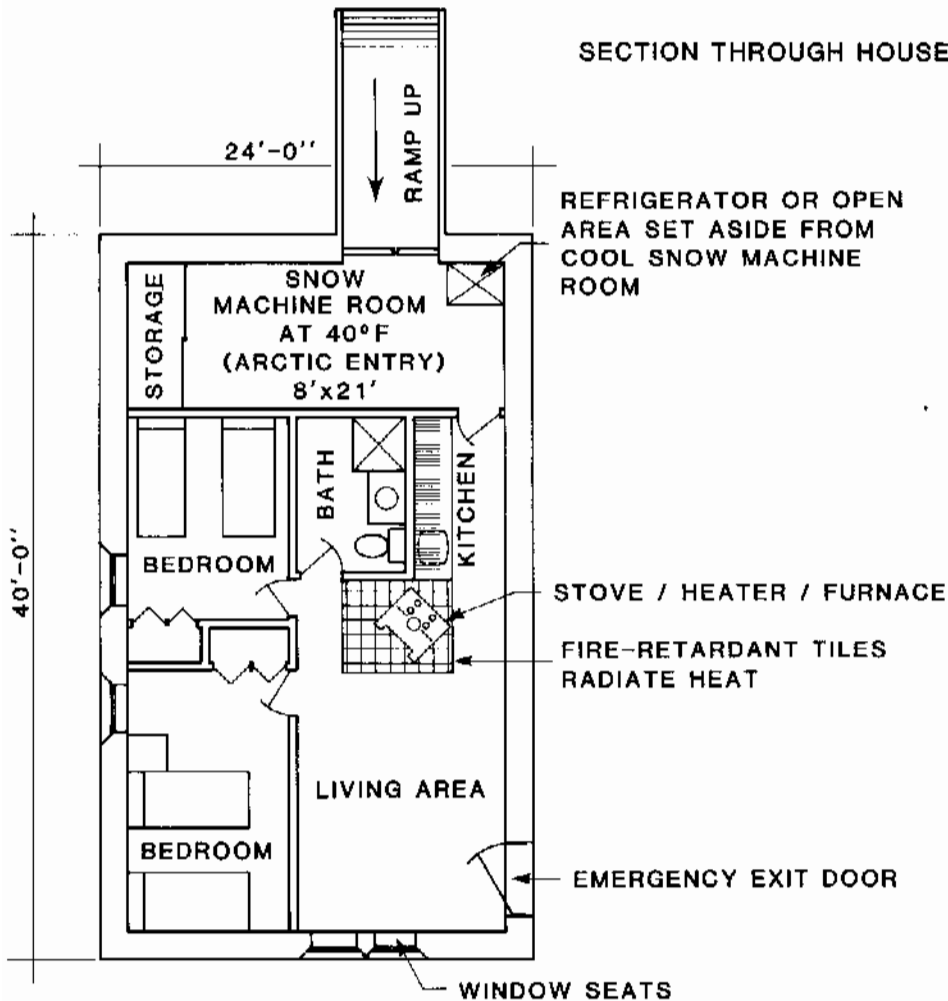 SECTION THROUGH HOUSE
24'-0''
RAMP UP
REFRIGERATOR OR OPEN
AREA SET ASIDE FROM
COOL SNOW MACHINE
ROOM
STORAGE
SNOW
MACHINE ROOM
AT 40°F
(ARCTIC ENTRY)
8'x21'
BATH
KITCHEN
40'-0''
BEDROOM
STOVE / HEATER / FURNACE
FIRE-RETARDANT TILES
RADIATE HEAT
LIVING AREA
BEDROOM
EMERGENCY EXIT DOOR
WINDOW SEATS